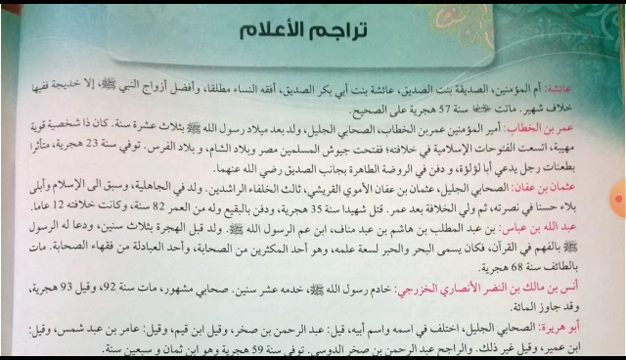 تراجم الأعلام
عائشة: أم المؤمنين، الصديقة بنت الصديق، عائشة بنت أبي بكر الصديق، أفقه النساء مطلقا، وأفضل أزواج النبي ﷺ، إلا خديجة ففيها
خلاف شهير. ماتت سنة 57 هجرية على الصحيح.
عمر بن الخطاب: أمير المؤمنين عمر بن الخطاب، الصحابي الجليل، ولد بعد ميلاد رسول الله ﷺ بثلاث عشرة سنة. كان ذا شخصية قوية
مهيبة، اتسعت الفتوحات الإسلامية في خلافته؛ ففتحت جيوش المسلمين مصر وبلاد الشام، و بلاد الفرس. توفي سنة 23 هجرية، متأثرا
بطعنات رجل يدعى أبا لؤلؤة، و دفن في الروضة الطاهرة بجانب الصديق رضي الله عنهما.
عثمان بن عفان: الصحابي الجليل، عثمان بن عفان الأموي القريشي، ثالث الخلفاء الراشدين. ولد في الجاهلية، وسبق الى الإسلام وأبلى
بلاء حسنا في نصرته، ثم ولي الخلافة بعد عمر. قتل شهيدا سنة 35 هجرية، ودفن بالبقيع وله من العمر 82 سنة، وكانت خلافته 12 عاما.
عبد الله بن عباس: بن عبد المطلب بن هاشم بن عبد مناف، ابن عم الرسول الله ﷺ. ولد قبل الهجرة بثلاث سنين، ودعا له الرسول
ﷺ بالفهم في القرآن، فكان يسمى البحر والحبر لسعة علمه، وهو أحد المكثرين من الصحابة، وأحد العبادلة من فقهاء الصحابة. مات
بالطائف سنة 68 هجرية.
أنس بن مالك بن النضر الأنصاري الخزرجي: خادم رسول الله ﷺ، خدمه عشر سنين. صحابي مشهور، مات سنة 92، وقيل 93 هجرية،
وقد جاوز المائة.
أبو هريرة: الصحابي الجليل، اختلف في اسمه واسم أبيه، قيل: عبد الرحمن بن صخر، وقيل ابن قيم، وقيل: عامر بن عبد شمس، وقيل:
ابن عمير، وقيل غير ذلك. والراجح عبد الرحمن بن صخر الدوسي. توفي سنة 59 هجرية وهو ابن ثمان و سبعين سنة.